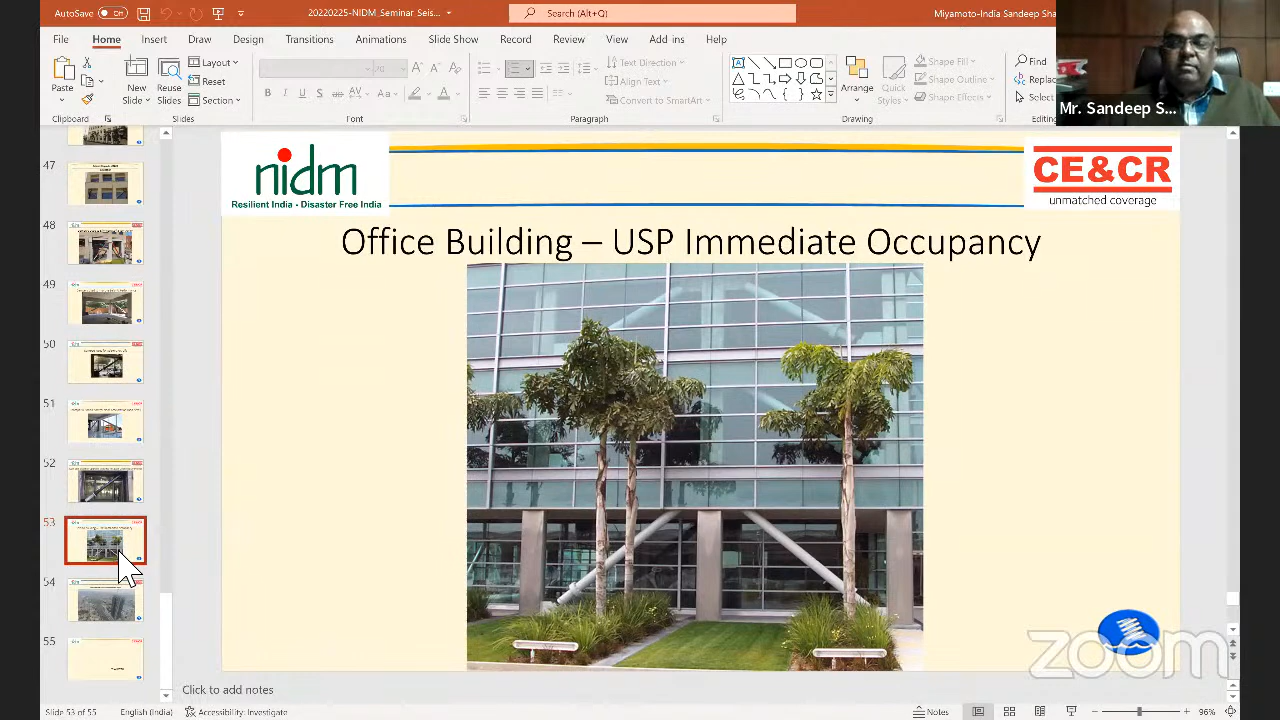 AutoSave Off 20220225-NIDM_Seminar Seis... Search (Alt+Q) Miyamoto-India Sandeep Sha
File Home Insert Draw Design Transitions Animations Slide Show Record Review View Add-ins Help
Paste New Slide Reuse Slides Layout Reset Section
Text Direction Align Text Convert to SmartArt
Arrange Quick Styles Shape Fill Shape Outline Shape Effects
Find Replac Select
Clipboard Slides Font Paragraph Drawing
Mr. Sandeep S...
47
48
49
50
51
52
53
54
55
nidm
Resilient India - Disaster Free India
CE&CR
unmatched coverage
Office Building – USP Immediate Occupancy
zoom
Click to add notes
Slide 53 of 55 English (India) Accessibility: Investigate Notes 96%